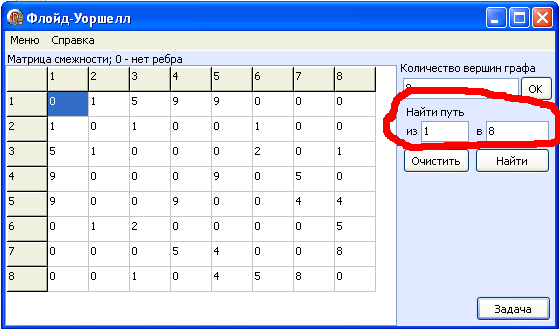 Флойд-Уоршелл
Меню Справка
Матрица смежности; 0 - нет ребра
Количество вершин графа
8 OK
Найти путь
из 1 в 8
Очистить Найти
1 2 3 4 5 6 7 8
1 0 1 5 9 9 0 0 0
2 1 0 1 0 0 1 0 0
3 5 1 0 0 0 2 0 1
4 9 0 0 0 9 0 5 0
5 9 0 0 9 0 0 4 4
6 0 1 2 0 0 0 0 5
7 0 0 0 5 4 0 0 8
8 0 0 1 0 4 5 8 0
Задача